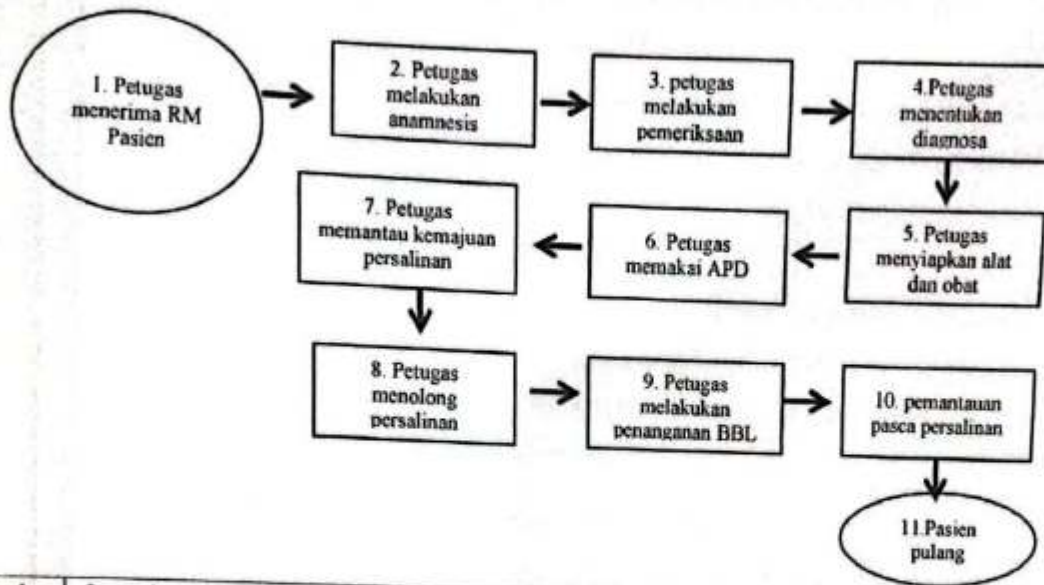 1. Petugas
menerima RM
Pasien
2. Petugas
melakukan
anamnesis
3. petugas
melakukan
pemeriksaan
4.Petugas
menentukan
diagnosa
5. Petugas
menyiapkan alat
dan obat
6. Petugas
memakai APD
7. Petugas
memantau kemajuan
persalinan
8. Petugas
menolong
persalinan
9. Petugas
melakukan
penanganan BBL
10. pemantauan
pasca persalinan
11.Pasien
pulang